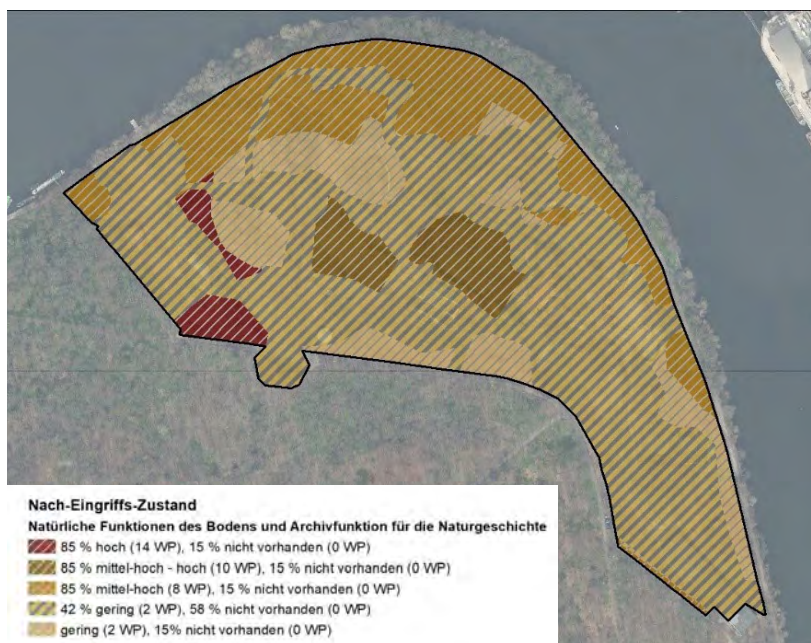 Nach-Eingriffs-Zustand
Natürliche Funktionen des Bodens und Archivfunktion für die Naturgeschichte
85 % hoch (14 WP), 15 % nicht vorhanden (0 WP)
85 % mittel-hoch - hoch (10 WP), 15 % nicht vorhanden (0 WP)
85 % mittel-hoch (8 WP), 15 % nicht vorhanden (0 WP)
42 % gering (2 WP), 58 % nicht vorhanden (0 WP)
gering (2 WP), 15% nicht vorhanden (0 WP)